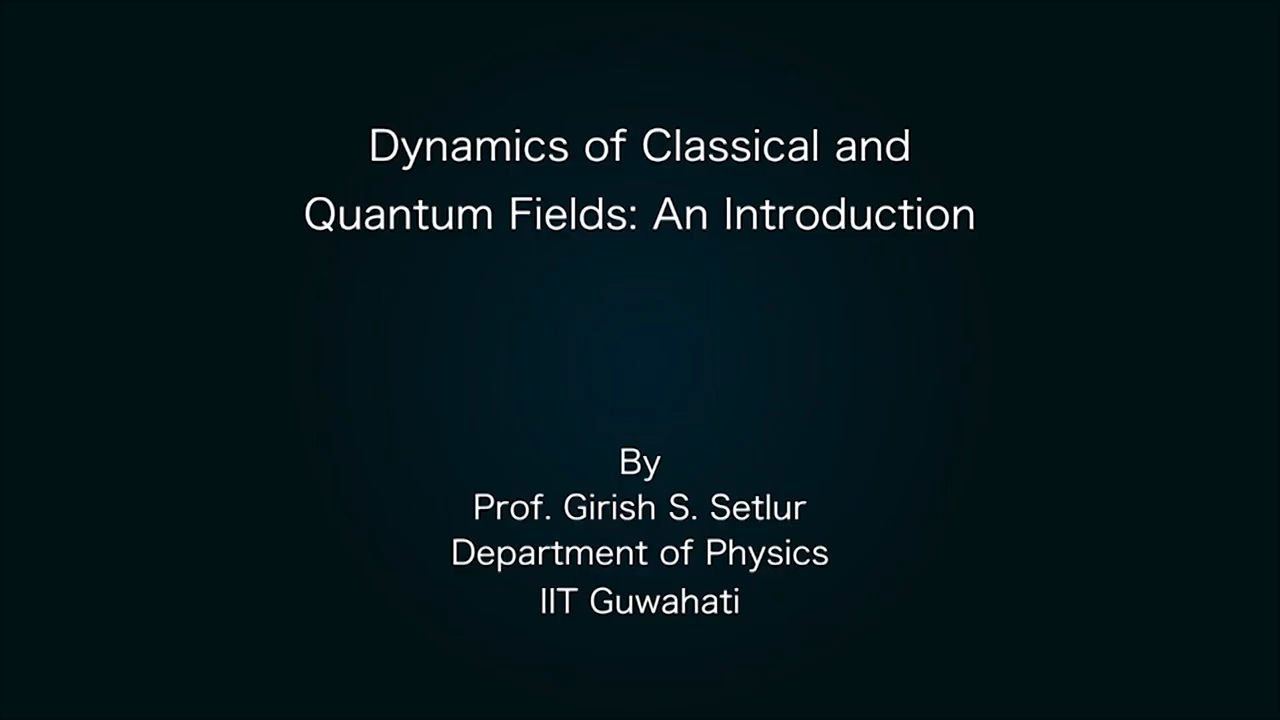 Dynamics of Classical and
Quantum Fields: An Introduction
By
Prof. Girish S. Setlur
Department of Physics
IIT Guwahati